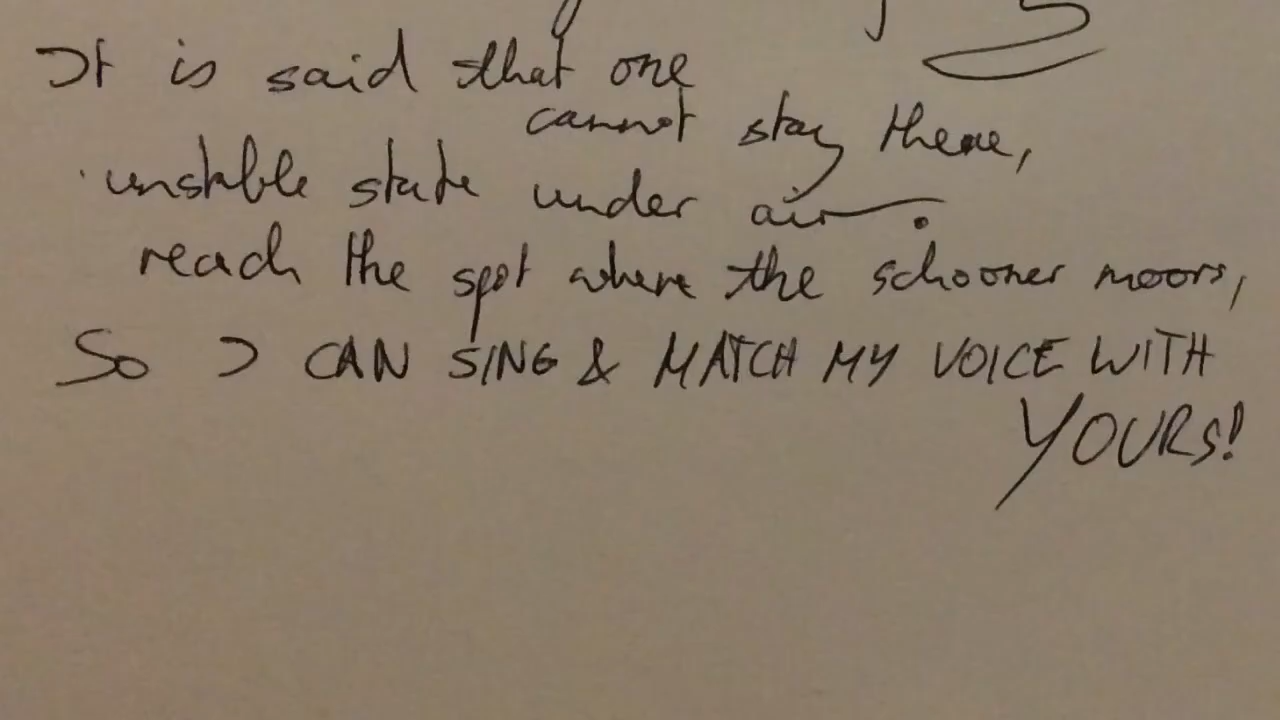 It is said that one
cannot stay there,
unstable state under air.
reach the spot where the schooner moors,
So I CAN SING & MATCH MY VOICE WITH
YOURS!